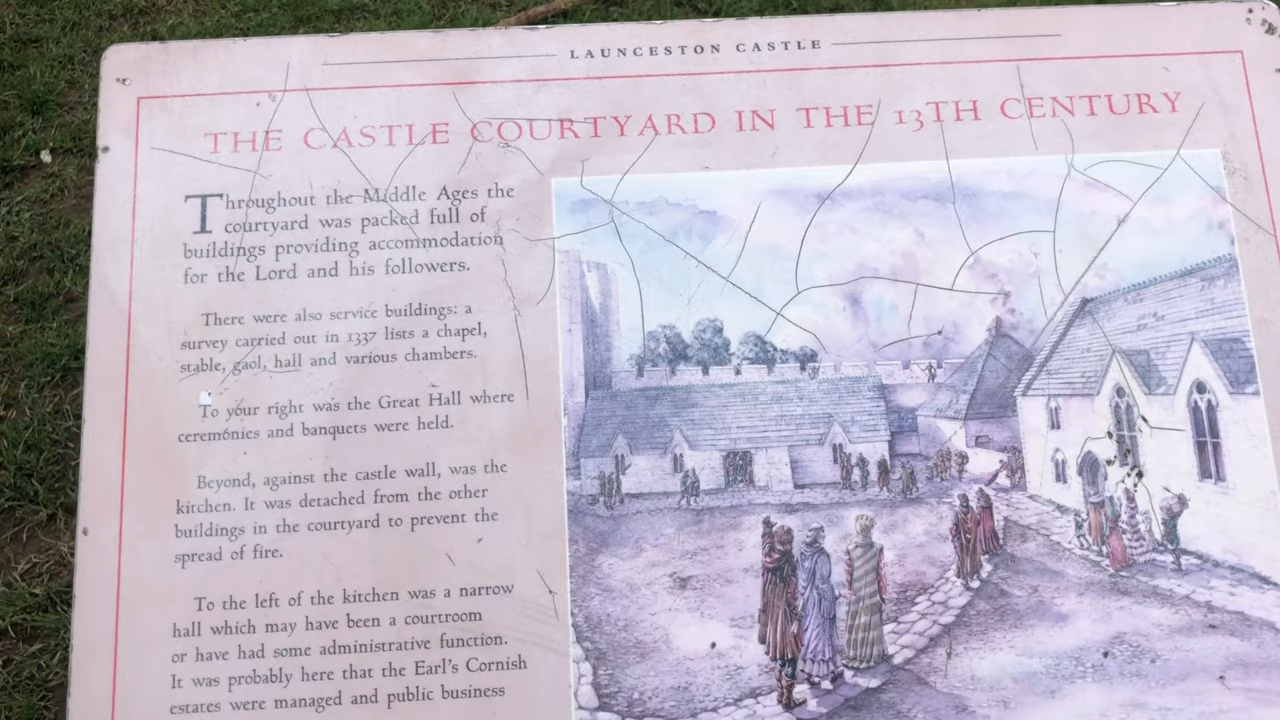 LAUNCESTON CASTLE
THE CASTLE COURTYARD IN THE 13TH CENTURY
Throughout the Middle Ages the
courtyard was packed full of
buildings providing accommodation
for the Lord and his followers.
There were also service buildings: a
survey carried out in 1337 lists a chapel,
stable, gaol, hall and various chambers.
To your right was the Great Hall where
ceremonies and banquets were held.
Beyond, against the castle wall, was the
kitchen. It was detached from the other
buildings in the courtyard to prevent the
spread of fire.
To the left of the kitchen was a narrow
hall which may have been a courtroom
or have had some administrative function.
It was probably here that the Earl's Cornish
estates were managed and public business